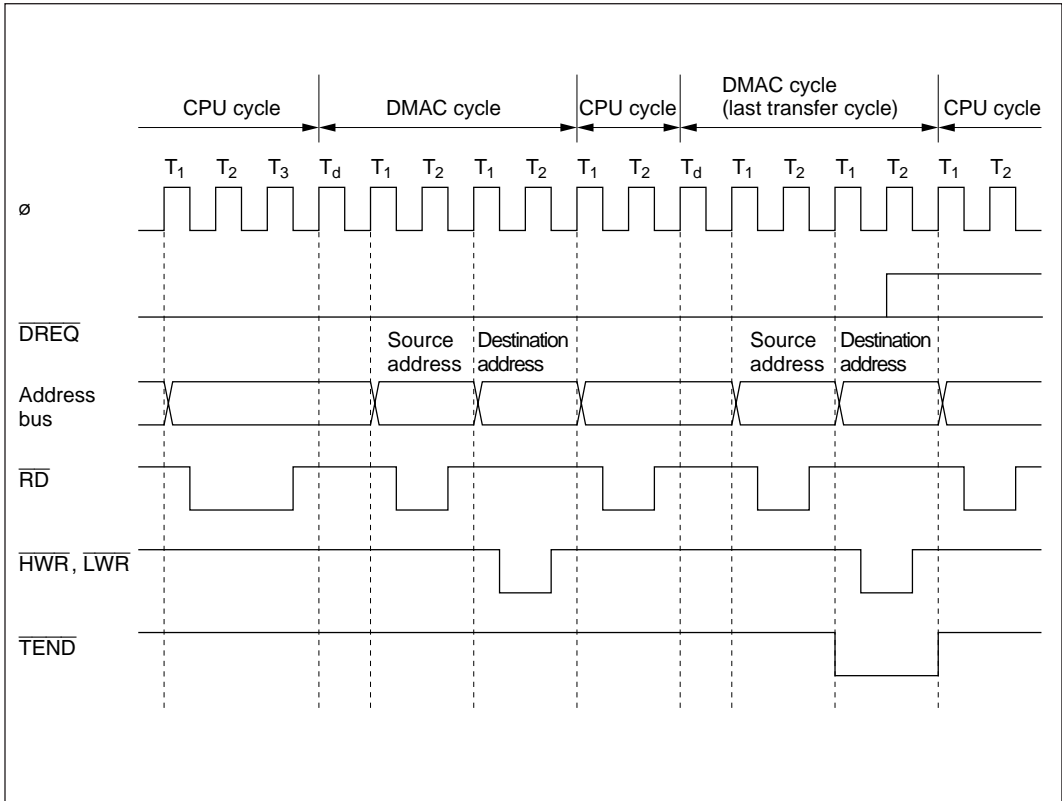 DMAC cycle
(last transfer cycle)
CPU cycle DMAC cycle CPU cycle CPU cycle
T1 T2 T3 Td T1 T2 T1 T2 T1 T2 Td T1 T2 T1 T2 T1 T2
ø
DREQ
Source address
Destination address
Source address
Destination address
Address
bus
RD
HWR, LWR
TEND